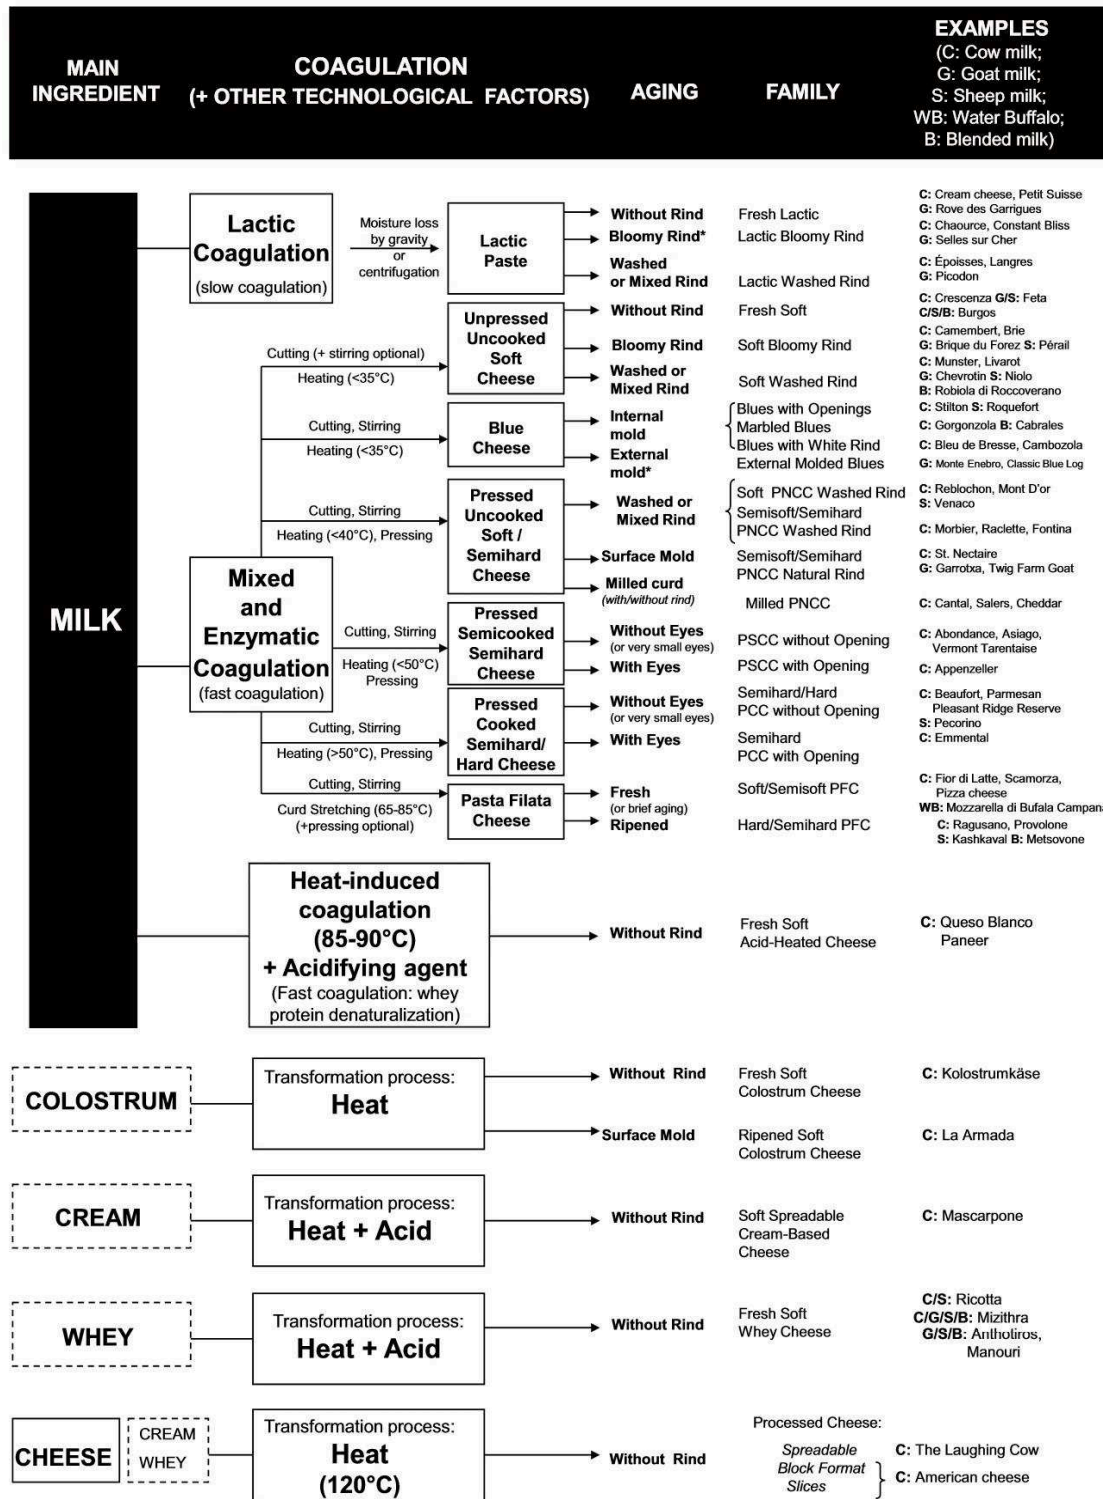 MAIN
INGREDIENT
COAGULATION
(+ OTHER TECHNOLOGICAL FACTORS)
AGING
FAMILY
EXAMPLES
(C: Cow milk;
G: Goat milk;
S: Sheep milk;
WB: Water Buffalo;
B: Blended milk)
MILK
Lactic
Coagulation
(slow coagulation)
Moisture loss
by gravity
or
centrifugation
Lactic
Paste
Without Rind
Fresh Lactic
C: Cream cheese, Petit Suisse
G: Rove des Garrigues
Bloomy Rind*
Lactic Bloomy Rind
C: Chaource, Constant Bliss
G: Selles sur Cher
Washed
or Mixed Rind
Lactic Washed Rind
C: Époisses, Langres
G: Picodon
Mixed
and
Enzymatic
Coagulation
(fast coagulation)
Cutting (+ stirring optional)
Heating (<35°C)
Unpressed
Uncooked
Soft
Cheese
Without Rind
Fresh Soft
C: Crescenza G/S: Feta
C/S/B: Burgos
Bloomy Rind
Soft Bloomy Rind
C: Camembert, Brie
G: Brique du Forez S: Pérail
Washed or
Mixed Rind
Soft Washed Rind
C: Munster, Livarot
G: Chevrotin S: Niolo
B: Robiola di Roccoverano
Cutting, Stirring
Heating (<35°C)
Blue
Cheese
Internal
mold
Blues with Openings
Marbled Blues
Blues with White Rind
C: Stilton S: Roquefort
C: Gorgonzola B: Cabrales
C: Bleu de Bresse, Cambozola
External
mold*
External Molded Blues
G: Monte Enebro, Classic Blue Log
Cutting, Stirring
Heating (<40°C), Pressing
Pressed
Uncooked
Soft /
Semihard
Cheese
Washed or
Mixed Rind
Soft PNCC Washed Rind
Semisoft/Semihard
PNCC Washed Rind
C: Reblochon, Mont D'or
S: Venaco
C: Morbier, Raclette, Fontina
Surface Mold
Semisoft/Semihard
PNCC Natural Rind
C: St. Nectaire
G: Garrotxa, Twig Farm Goat
Milled curd
(with/without rind)
Milled PNCC
C: Cantal, Salers, Cheddar
Cutting, Stirring
Heating (<50°C)
Pressing
Pressed
Semicooked
Semihard
Cheese
Without Eyes
(or very small eyes)
PSCC without Opening
C: Abondance, Asiago,
Vermont Tarentaise
With Eyes
PSCC with Opening
C: Appenzeller
Cutting, Stirring
Heating (>50°C), Pressing
Pressed
Cooked
Semihard/
Hard Cheese
Without Eyes
(or very small eyes)
Semihard/Hard
PCC without Opening
C: Beaufort, Parmesan
Pleasant Ridge Reserve
S: Pecorino
With Eyes
Semihard
PCC with Opening
C: Emmental
Cutting, Stirring
Curd Stretching (65-85°C)
(+pressing optional)
Pasta Filata
Cheese
Fresh
(or brief aging)
Soft/Semisoft PFC
C: Fior di Latte, Scamorza,
Pizza cheese
WB: Mozzarella di Bufala Campana
Ripened
Hard/Semihard PFC
C: Ragusano, Provolone
S: Kashkaval B: Metsovone
Heat-induced
coagulation
(85-90°C)
+ Acidifying agent
(Fast coagulation: whey
protein denaturalization)
Without Rind
Fresh Soft
Acid-Heated Cheese
C: Queso Blanco
Paneer
COLOSTRUM
Transformation process:
Heat
Without Rind
Fresh Soft
Colostrum Cheese
C: Kolostrumkäse
Surface Mold
Ripened Soft
Colostrum Cheese
C: La Armada
CREAM
Transformation process:
Heat + Acid
Without Rind
Soft Spreadable
Cream-Based
Cheese
C: Mascarpone
WHEY
Transformation process:
Heat + Acid
Without Rind
Fresh Soft
Whey Cheese
C/S: Ricotta
C/G/S/B: Mizithra
G/S/B: Anthotiros,
Manouri
CHEESE
CREAM
WHEY
Transformation process:
Heat
(120°C)
Without Rind
Processed Cheese:
Spreadable
Block Format
Slices
C: The Laughing Cow
C: American cheese